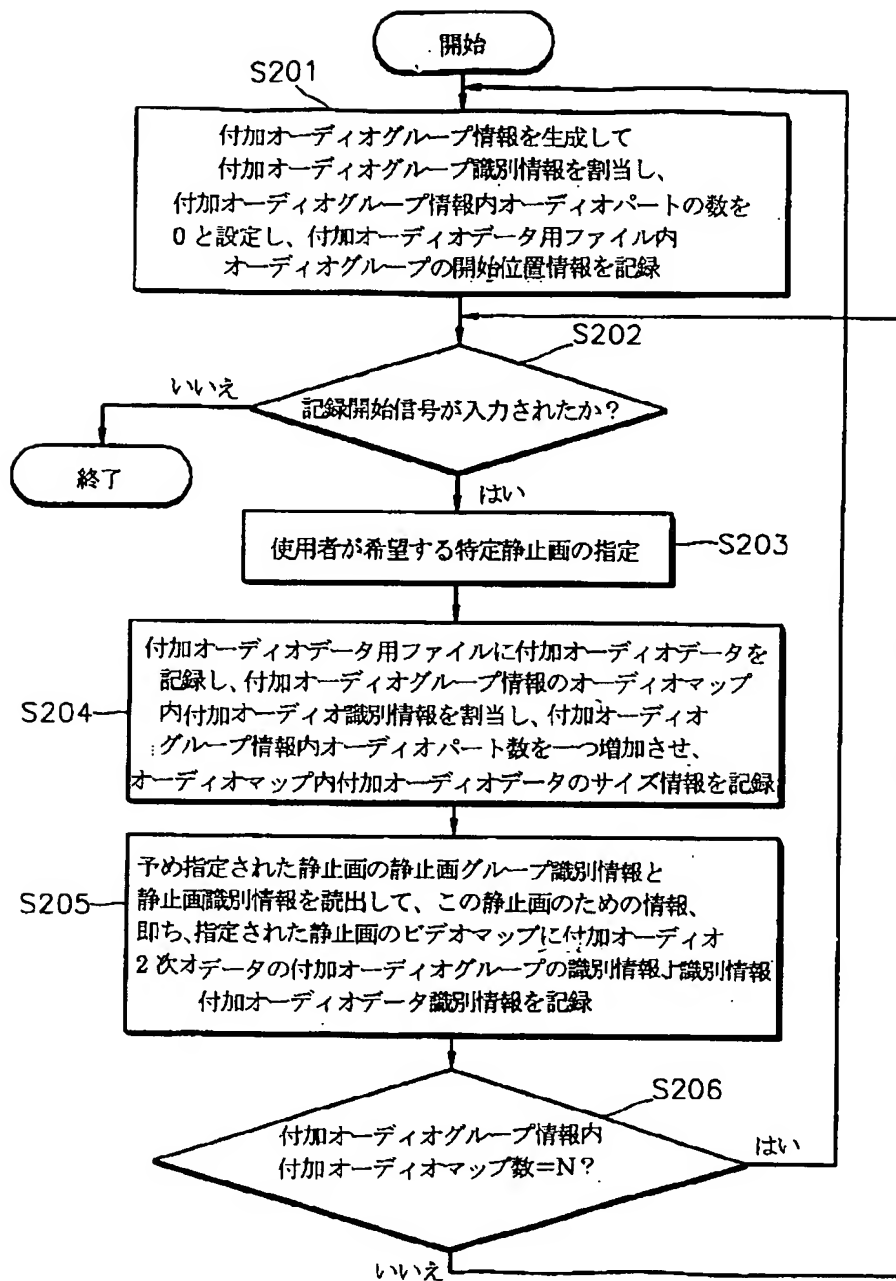 開始
S201
付加オーディオグループ情報を生成して
付加オーディオグループ識別情報を割当し、
付加オーディオグループ情報内オーディオパートの数を
0と設定し、付加オーディオデータ用ファイル内
オーディオグループの開始位置情報を記録
S202
いいえ
記録開始信号が入力されたか?
終了
はい
使用者が希望する特定静止画の指定
S203
付加オーディオデータ用ファイルに付加オーディオデータを
記録し、付加オーディオグループ情報のオーディオマップ
S204
内付加オーディオ識別情報を割当し、付加オーディオ
グループ情報内オーディオパート数を一つ増加させ、
オーディオマップ内付加オーディオデータのサイズ情報を記録
予め指定された静止画の静止画グループ識別情報と
S205
静止画識別情報を読出して、この静止画のための情報、
即ち、指定された静止画のビデオマップに付加オーディオ
2次オデータの付加オーディオグループの識別情報と識別情報
付加オーディオデータ識別情報を記録
S206
付加オーディオグループ情報内
付加オーディオマップ数=N?
はい
いいえ